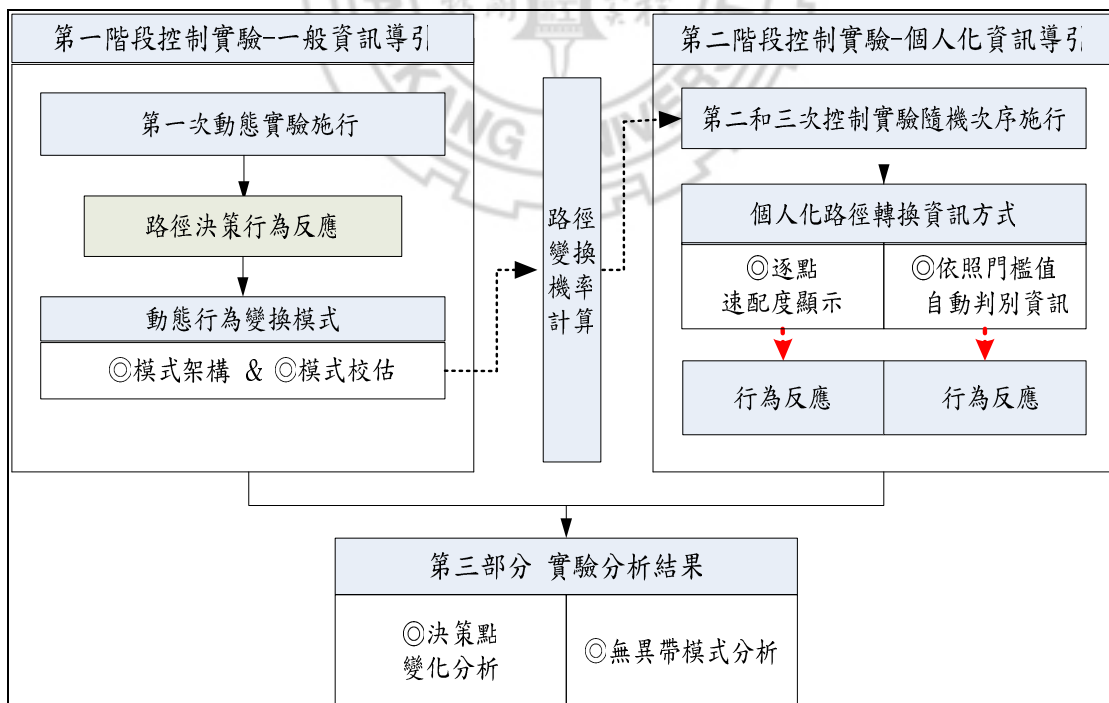 第一階段控制實驗-一般資訊導引
第一次動態實驗施行
路徑決策行為反應
動態行為變換模式
◎模式架構 & ◎模式校估
路徑
變換
機率
計算
第二階段控制實驗-個人化資訊導引
第二和三次控制實驗隨機次序施行
個人化路徑轉換資訊方式
◎逐點
速配度顯示
◎依照門檻值
自動判別資訊
行為反應
行為反應
第三部分 實驗分析結果
◎決策點
變化分析
◎無異帶模式分析
KANG UNIVER